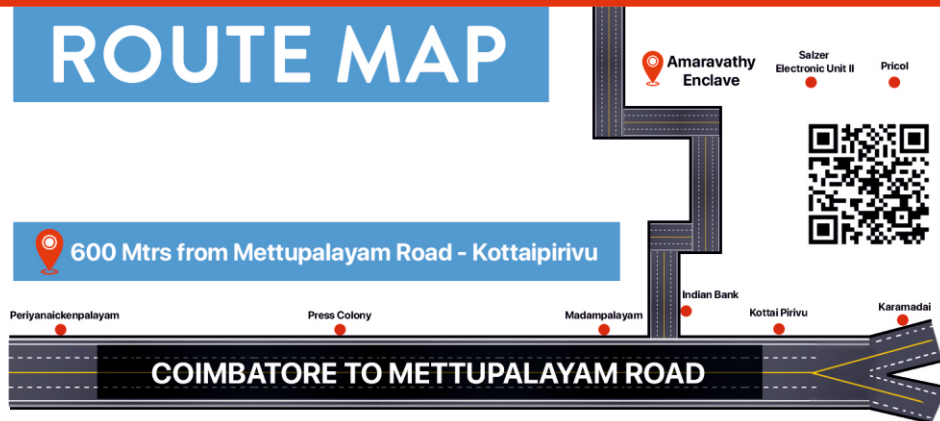 ROUTE MAP
Amaravathy
Enclave
Salzer
Electronic Unit II
Pricol
600 Mtrs from Mettupalayam Road - Kottaipirivu
Periyanaickenpalayam
Press Colony
Madampalayam
Indian Bank
Kottai Pirivu
Karamadai
COIMBATORE TO METTUPALAYAM ROAD